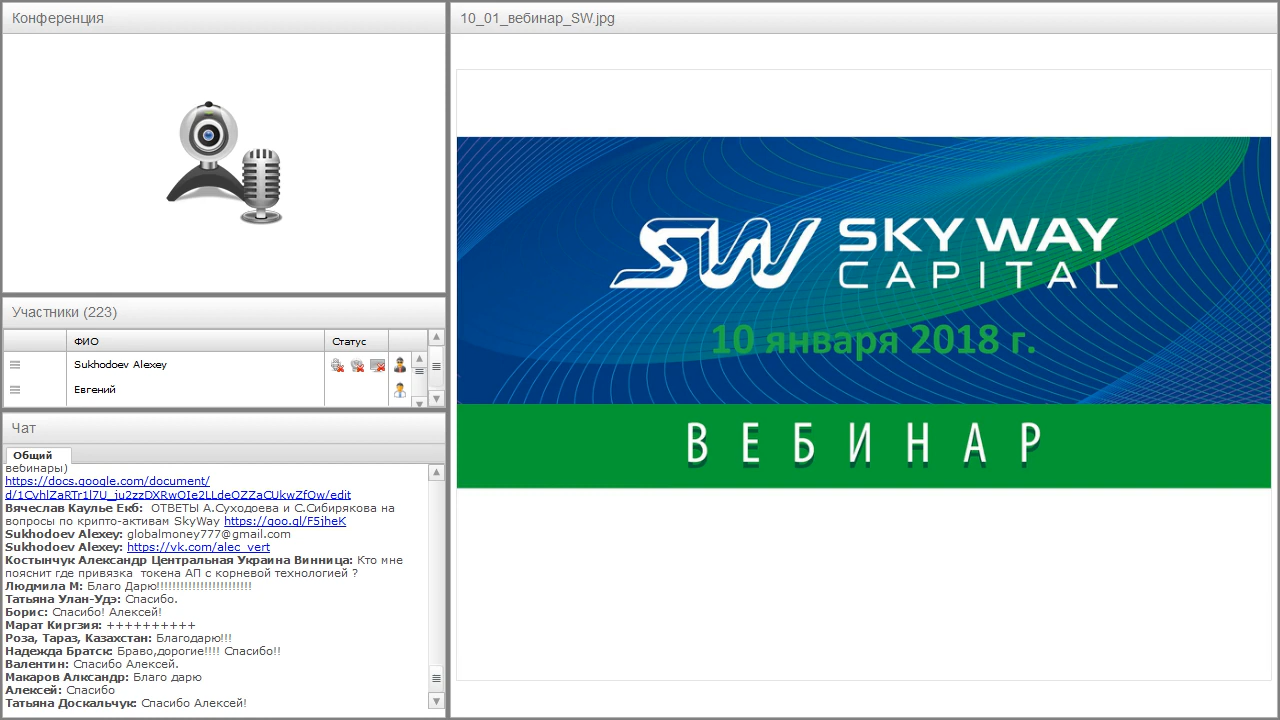 Конференция
Участники (223)
ФИО
Статус
Sukhodoev Alexey
Евгений
Чат
Общий
вебинары)
https://docs.google.com/document/
d/1CvhlZaRTr1l7U_ju2zzDXRwOIe2LLdeOZZaCUkwZfOw/edit
Вячеслав Каулье Екб: ОТВЕТЫ А.Суходоева и С.Сибирякова на
вопросы по крипто-активам SkyWay https://goo.gl/F5jheK
Sukhodoev Alexey: globalmoney777@gmail.com
Sukhodoev Alexey: https://vk.com/alec_vert
Костынчук Александр Центральная Украина Винница: Кто мне
пояснит где привязка токена АП с корневой технологией ?
Людмила М: Благо Дарю!!!!!!!!!!!!!!!!!!!!!!!!
Татьяна Улан-Удэ: Спасибо.
Борис: Спасибо! Алексей!
Марат Киргзия: ++++++++++
Роза, Тараз, Казахстан: Благодарю!!!
Надежда Братск: Браво,дорогие!!!! Спасибо!!
Валентин: Спасибо Алексей.
Макаров Алксандр: Благо дарю
Алексей: Спасибо
Татьяна Доскальчук: Спасибо Алексей!
10_01_вебинар_SW.jpg
SW SKY WAY
CAPITAL
10 января 2018 г.
ВЕБИНАР